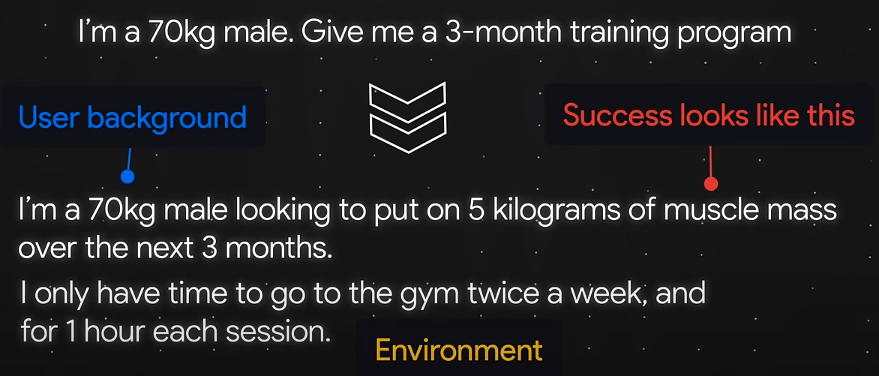 I'm a 70kg male. Give me a 3-month training program
User background
Success looks like this
I'm a 70kg male looking to put on 5 kilograms of muscle mass
over the next 3 months.
I only have time to go to the gym twice a week, and
for 1 hour each session.
Environment